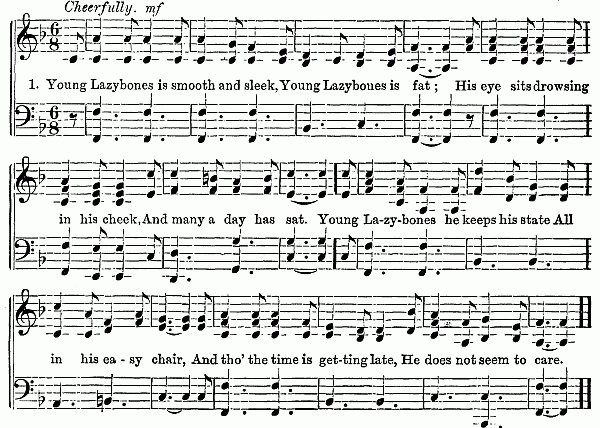 Cheerfully. mf
1. Young Lazybones is smooth and sleek, Young Lazybones is fat; His eye sits drowsing
in his cheek, And many a day has sat. Young La-zy-bones he keeps his state All
in his ea-sy chair, And tho' the time is get-ting late, He does not seem to care.